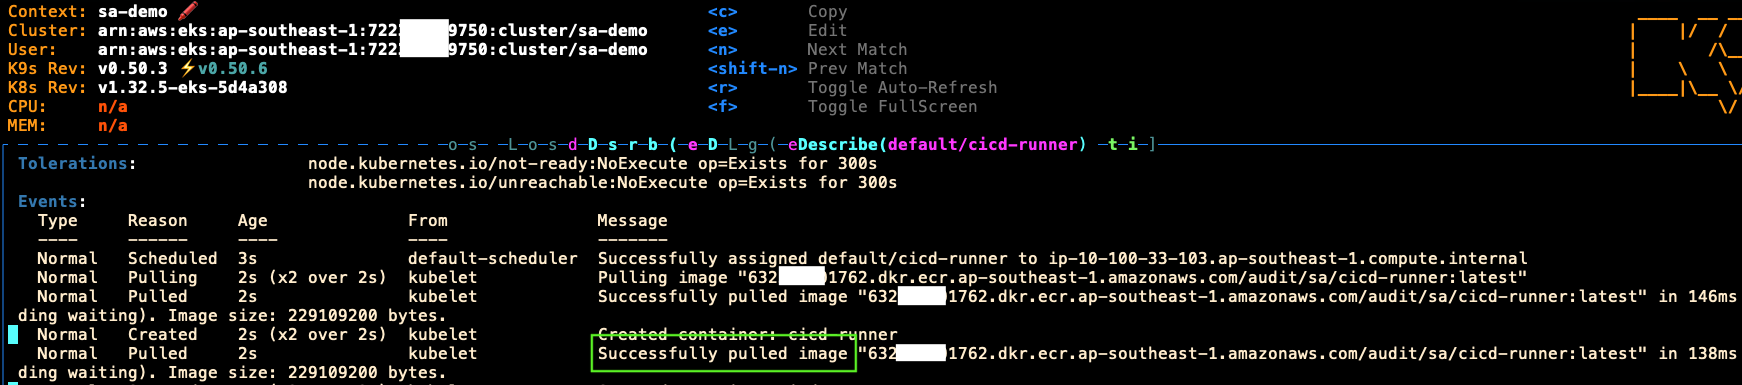 Context: sa-demo
Cluster: arn:aws:eks:ap-southeast-1:722 9750:cluster/sa-demo
User: arn:aws:eks:ap-southeast-1:722 9750:cluster/sa-demo
K9s Rev: v0.50.3 ⚡v0.50.6
K8s Rev: v1.32.5-eks-5d4a308
CPU: n/a
MEM: n/a
<c> Copy
<e> Edit
<n> Next Match
<shift-n> Prev Match
<r> Toggle Auto-Refresh
<f> Toggle FullScreen
Describe(default/cicd-runner)
Tolerations: node.kubernetes.io/not-ready:NoExecute op=Exists for 300s
node.kubernetes.io/unreachable:NoExecute op=Exists for 300s
Events:
Type Reason Age From Message
---- ------ ---- ---- -------
Normal Scheduled 3s default-scheduler Successfully assigned default/cicd-runner to ip-10-100-33-103.ap-southeast-1.compute.internal
Normal Pulling 2s (x2 over 2s) kubelet Pulling image "632 01762.dkr.ecr.ap-southeast-1.amazonaws.com/audit/sa/cicd-runner:latest"
Normal Pulled 2s kubelet Successfully pulled image "632 01762.dkr.ecr.ap-southeast-1.amazonaws.com/audit/sa/cicd-runner:latest" in 146ms
ding waiting). Image size: 229109200 bytes.
Normal Created 2s (x2 over 2s) kubelet Created container: cicd-runner
Normal Pulled 2s kubelet Successfully pulled image "632 01762.dkr.ecr.ap-southeast-1.amazonaws.com/audit/sa/cicd-runner:latest" in 138ms
ding waiting). Image size: 229109200 bytes.